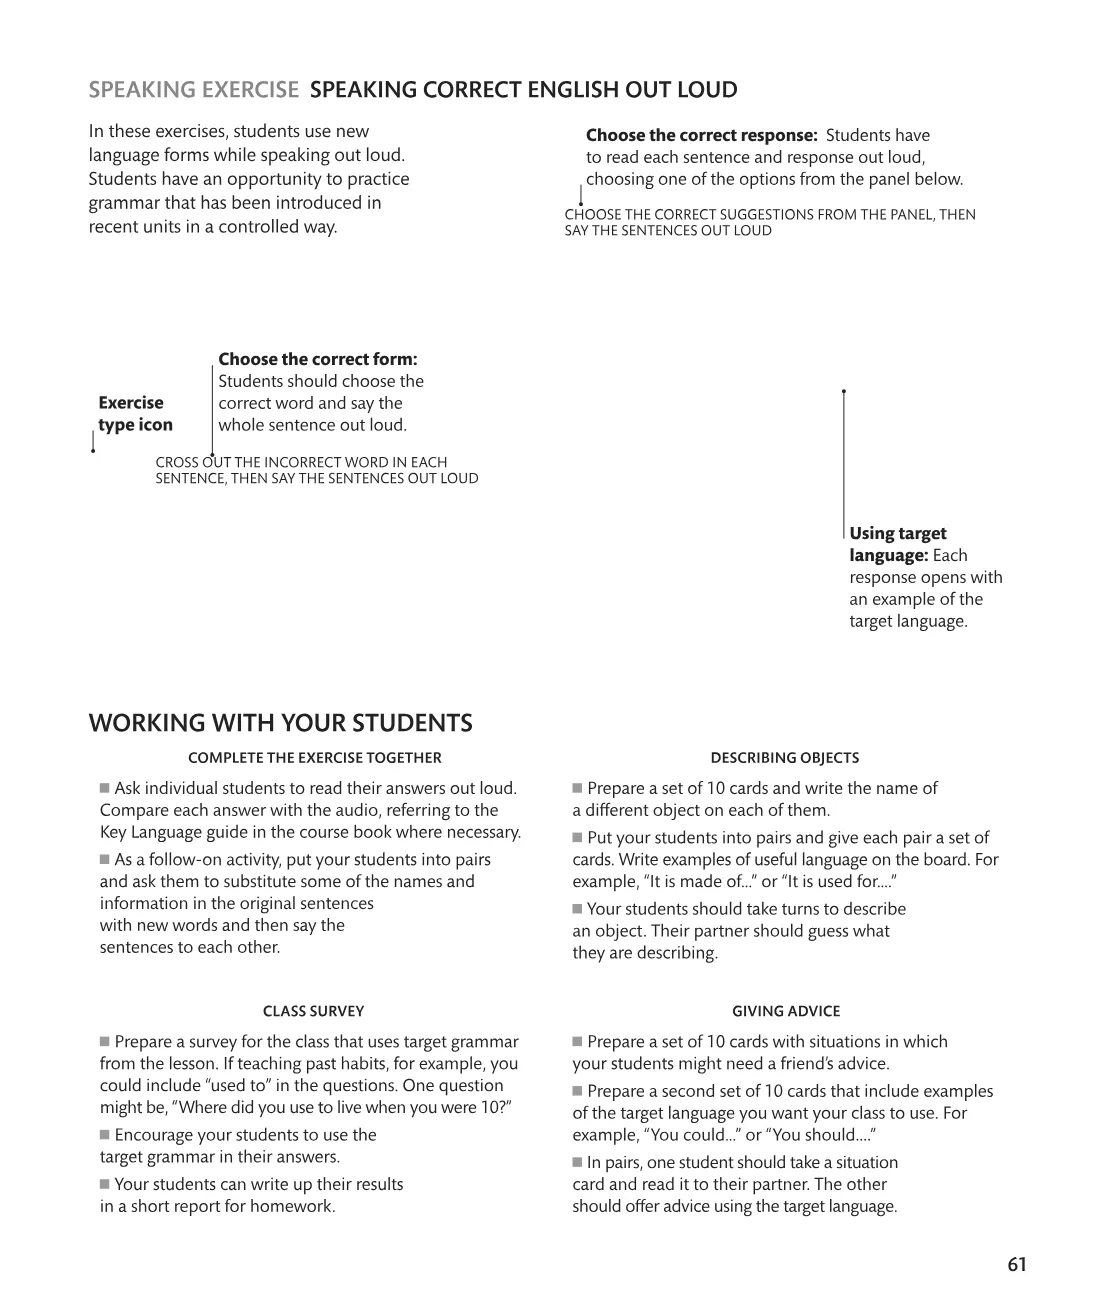 SPEAKING EXERCISE SPEAKING CORRECT ENGLISH OUT LOUD
In these exercises, students use new
language forms while speaking out loud.
Students have an opportunity to practice
grammar that has been introduced in
recent units in a controlled way.
Choose the correct response: Students have
to read each sentence and response out loud,
choosing one of the options from the panel below.
CHOOSE THE CORRECT SUGGESTIONS FROM THE PANEL, THEN
SAY THE SENTENCES OUT LOUD
Exercise
type icon
Choose the correct form:
Students should choose the
correct word and say the
whole sentence out loud.
CROSS OUT THE INCORRECT WORD IN EACH
SENTENCE, THEN SAY THE SENTENCES OUT LOUD
Using target
language: Each
response opens with
an example of the
target language.
WORKING WITH YOUR STUDENTS
COMPLETE THE EXERCISE TOGETHER
■ Ask individual students to read their answers out loud.
Compare each answer with the audio, referring to the
Key Language guide in the course book where necessary.
■ As a follow-on activity, put your students into pairs
and ask them to substitute some of the names and
information in the original sentences
with new words and then say the
sentences to each other.
DESCRIBING OBJECTS
■ Prepare a set of 10 cards and write the name of
a different object on each of them.
■ Put your students into pairs and give each pair a set of
cards. Write examples of useful language on the board. For
example, “It is made of...” or “It is used for....”
■ Your students should take turns to describe
an object. Their partner should guess what
they are describing.
CLASS SURVEY
■ Prepare a survey for the class that uses target grammar
from the lesson. If teaching past habits, for example, you
could include “used to” in the questions. One question
might be, “Where did you use to live when you were 10?”
■ Encourage your students to use the
target grammar in their answers.
■ Your students can write up their results
in a short report for homework.
GIVING ADVICE
■ Prepare a set of 10 cards with situations in which
your students might need a friend’s advice.
■ Prepare a second set of 10 cards that include examples
of the target language you want your class to use. For
example, “You could...” or “You should....”
■ In pairs, one student should take a situation
card and read it to their partner. The other
should offer advice using the target language.
61